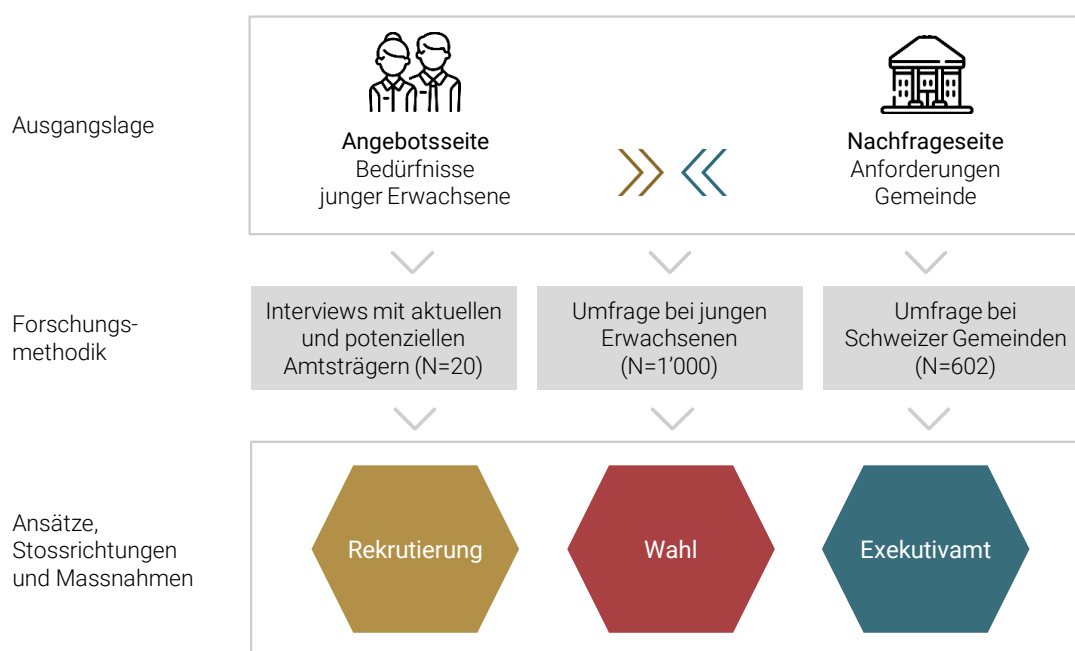 Ausgangslage
Angebotsseite
Bedürfnisse
junger Erwachsene
Nachfrageseite
Anforderungen
Gemeinde
Forschungs-
methodik
Interviews mit aktuellen
und potenziellen
Amtsträgern (N=20)
Umfrage bei jungen
Erwachsenen
(N=1’000)
Umfrage bei
Schweizer Gemeinden
(N=602)
Ansätze,
Stossrichtungen
und Massnahmen
Rekrutierung
Wahl
Exekutivamt